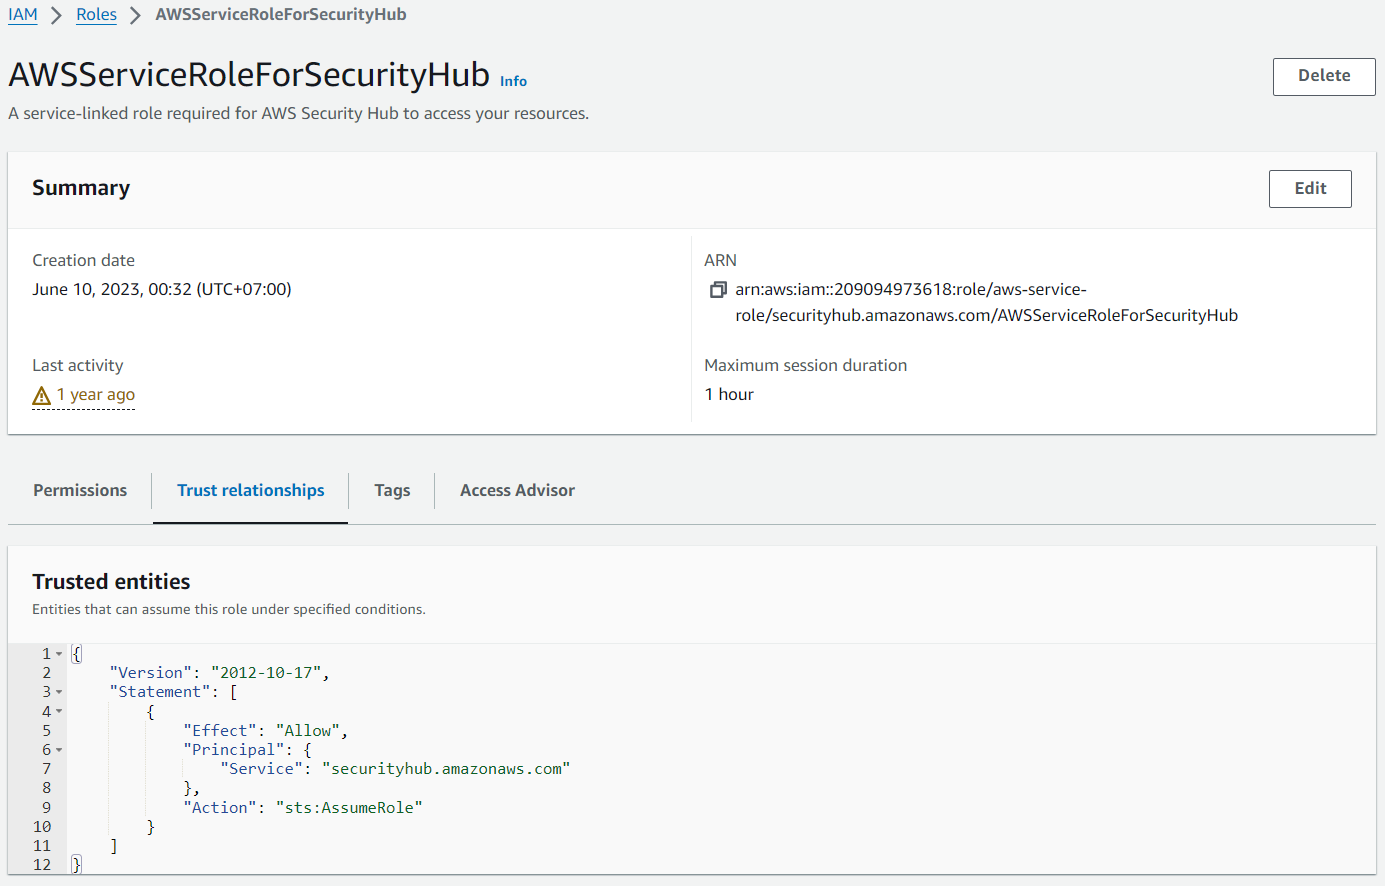 IAM > Roles > AWSServiceRoleForSecurityHub
AWSServiceRoleForSecurityHub Info
Delete
A service-linked role required for AWS Security Hub to access your resources.
Summary
Edit
Creation date
June 10, 2023, 00:32 (UTC+07:00)
ARN
arn:aws:iam::209094973618:role/aws-service-
role/securityhub.amazonaws.com/AWSServiceRoleForSecurityHub
Last activity
1 year ago
Maximum session duration
1 hour
Permissions
Trust relationships
Tags
Access Advisor
Trusted entities
Entities that can assume this role under specified conditions.
1 {
2     "Version": "2012-10-17",
3     "Statement": [
4         {
5             "Effect": "Allow",
6             "Principal": {
7                 "Service": "securityhub.amazonaws.com"
8             },
9             "Action": "sts:AssumeRole"
10         }
11     ]
12 }